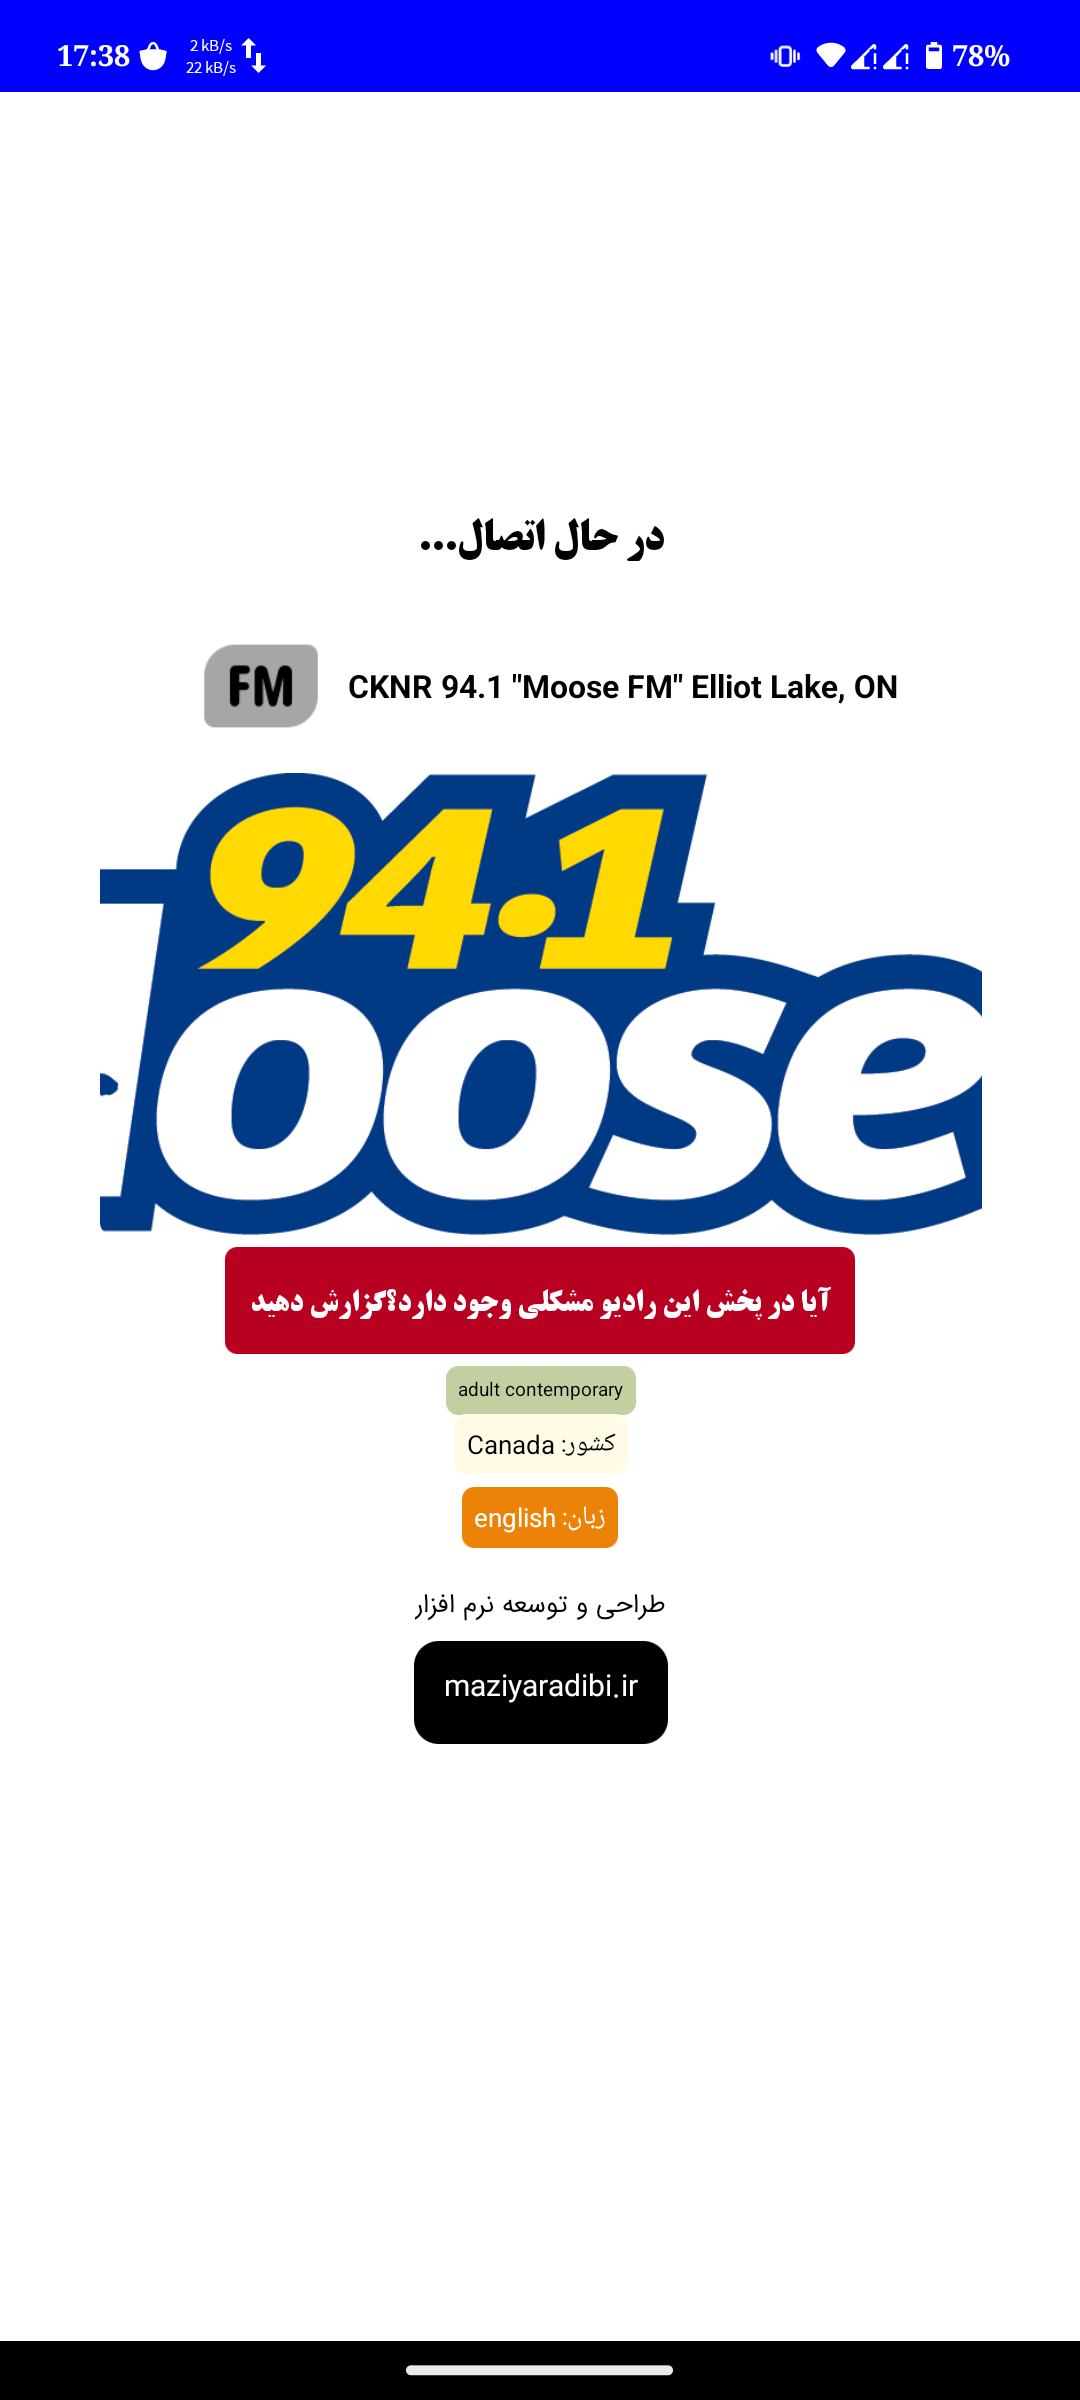 17:38
2 kB/s
22 kB/s
78%
در حال اتصال...
FM
CKNR 94.1 "Moose FM" Elliot Lake, ON
94.1
oose
آیا در پخش این رادیو مشکلی وجود دارد؟گزارش دهید
adult contemporary
کشور: Canada
زبان: english
طراحی و توسعه نرم افزار
maziyaradibi.ir